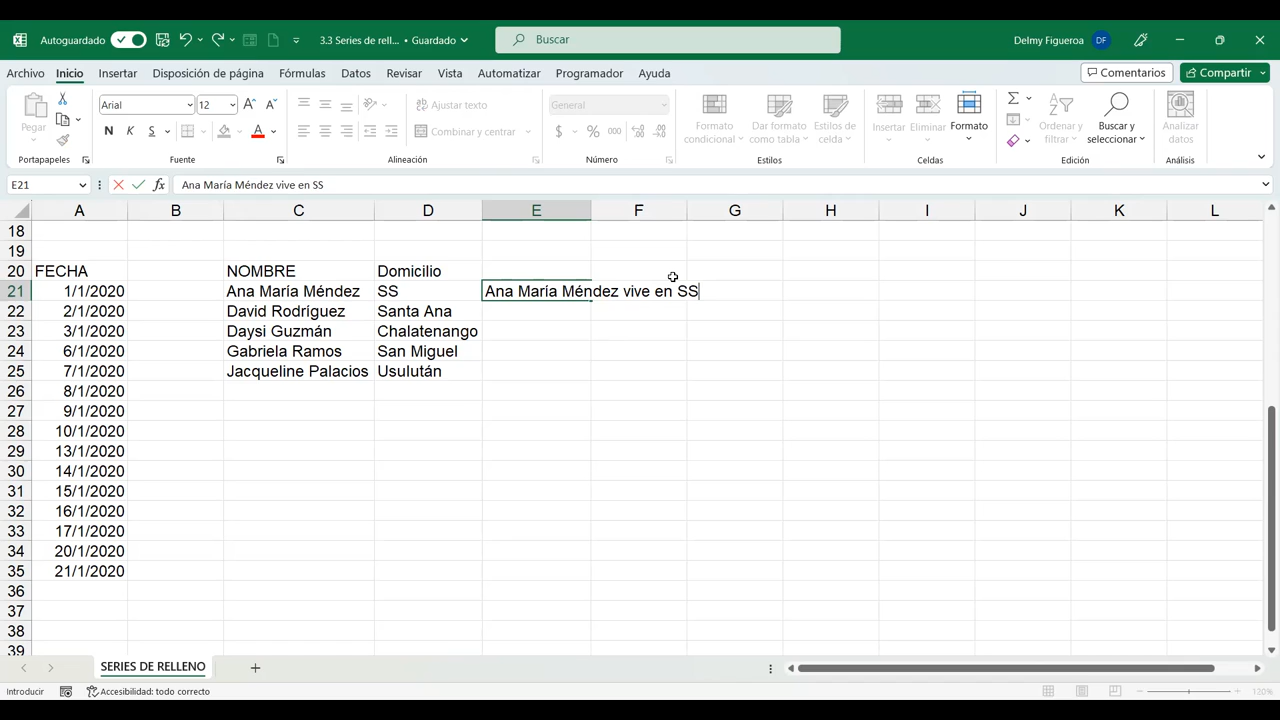 Autoguardado
3.3 Series de rell... • Guardado
Buscar
Delmy Figueroa DF
Archivo Inicio Insertar Disposición de página Fórmulas Datos Revisar Vista Automatizar Programador Ayuda
Comentarios Compartir
Pegar
Portapapeles
Arial 12
N K S
Fuente
Ajustar texto
Combinar y centrar
Alineación
General
$ % 000
Número
Formato condicional
Dar formato como tabla
Estilos de celda
Estilos
Insertar Eliminar Formato
Celdas
Ordenar y filtrar
Buscar y seleccionar
Edición
Analizar datos
Análisis
E21 fx Ana María Méndez vive en SS
A B C D E F G H I J K L
18
19
20 FECHA NOMBRE Domicilio
21 1/1/2020 Ana María Méndez SS Ana María Méndez vive en SS
22 2/1/2020 David Rodríguez Santa Ana
23 3/1/2020 Daysi Guzmán Chalatenango
24 6/1/2020 Gabriela Ramos San Miguel
25 7/1/2020 Jacqueline Palacios Usulután
26 8/1/2020
27 9/1/2020
28 10/1/2020
29 13/1/2020
30 14/1/2020
31 15/1/2020
32 16/1/2020
33 17/1/2020
34 20/1/2020
35 21/1/2020
36
37
38
39
SERIES DE RELLENO
Introducir Accesibilidad: todo correcto 120%